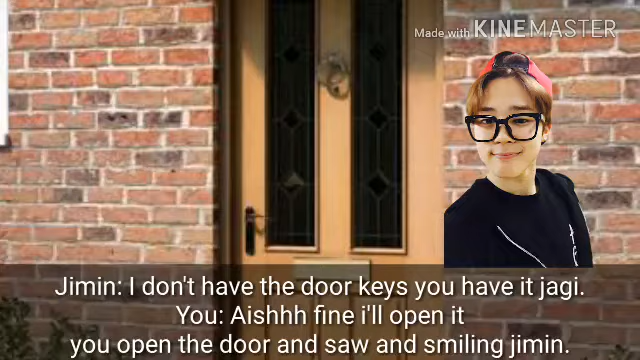 Made with KINEMASTER
Jimin: I don't have the door keys you have it jagi.
You: Aishhh fine i'll open it
you open the door and saw and smiling jimin.